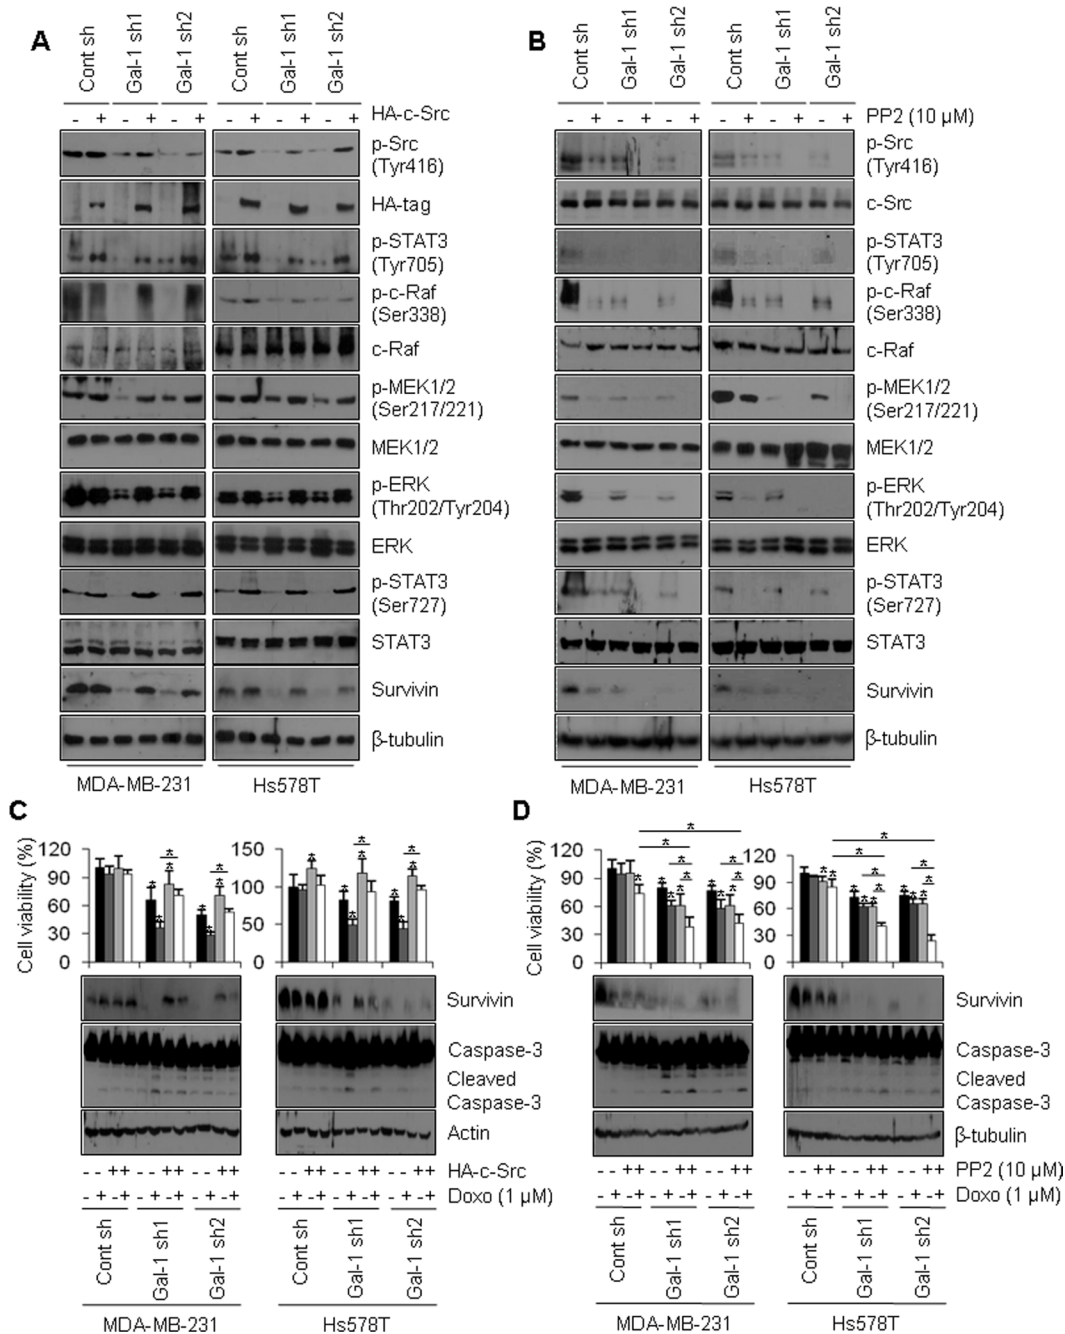 A
Cont sh
Gal-1 sh1
Gal-1 sh2
Cont sh
Gal-1 sh1
Gal-1 sh2
- + - + - + - + - + - + HA-c-Src
p-Src
(Tyr416)
HA-tag
p-STAT3
(Tyr705)
p-c-Raf
(Ser338)
c-Raf
p-MEK1/2
(Ser217/221)
MEK1/2
p-ERK
(Thr202/Tyr204)
ERK
p-STAT3
(Ser727)
STAT3
Survivin
β-tubulin
MDA-MB-231
Hs578T
B
Cont sh
Gal-1 sh1
Gal-1 sh2
Cont sh
Gal-1 sh1
Gal-1 sh2
- + - + - + - + - + - + PP2 (10 µM)
p-Src
(Tyr416)
c-Src
p-STAT3
(Tyr705)
p-c-Raf
(Ser338)
c-Raf
p-MEK1/2
(Ser217/221)
MEK1/2
p-ERK
(Thr202/Tyr204)
ERK
p-STAT3
(Ser727)
STAT3
Survivin
β-tubulin
MDA-MB-231
Hs578T
C
Cell viability (%)
120
90
60
30
0
150
100
50
0
Survivin
Caspase-3
Cleaved
Caspase-3
Actin
- - + + - - + + - - + + - - + + - - + + - - + + HA-c-Src
- + - + - + - + - + - + - + - + - + - + - + - + Doxo (1 µM)
Cont sh
Gal-1 sh1
Gal-1 sh2
Cont sh
Gal-1 sh1
Gal-1 sh2
MDA-MB-231
Hs578T
D
Cell viability (%)
120
90
60
30
0
120
90
60
30
0
Survivin
Caspase-3
Cleaved
Caspase-3
β-tubulin
- - + + - - + + - - + + - - + + - - + + - - + + PP2 (10 µM)
- + - + - + - + - + - + - + - + - + - + - + - + Doxo (1 µM)
Cont sh
Gal-1 sh1
Gal-1 sh2
Cont sh
Gal-1 sh1
Gal-1 sh2
MDA-MB-231
Hs578T